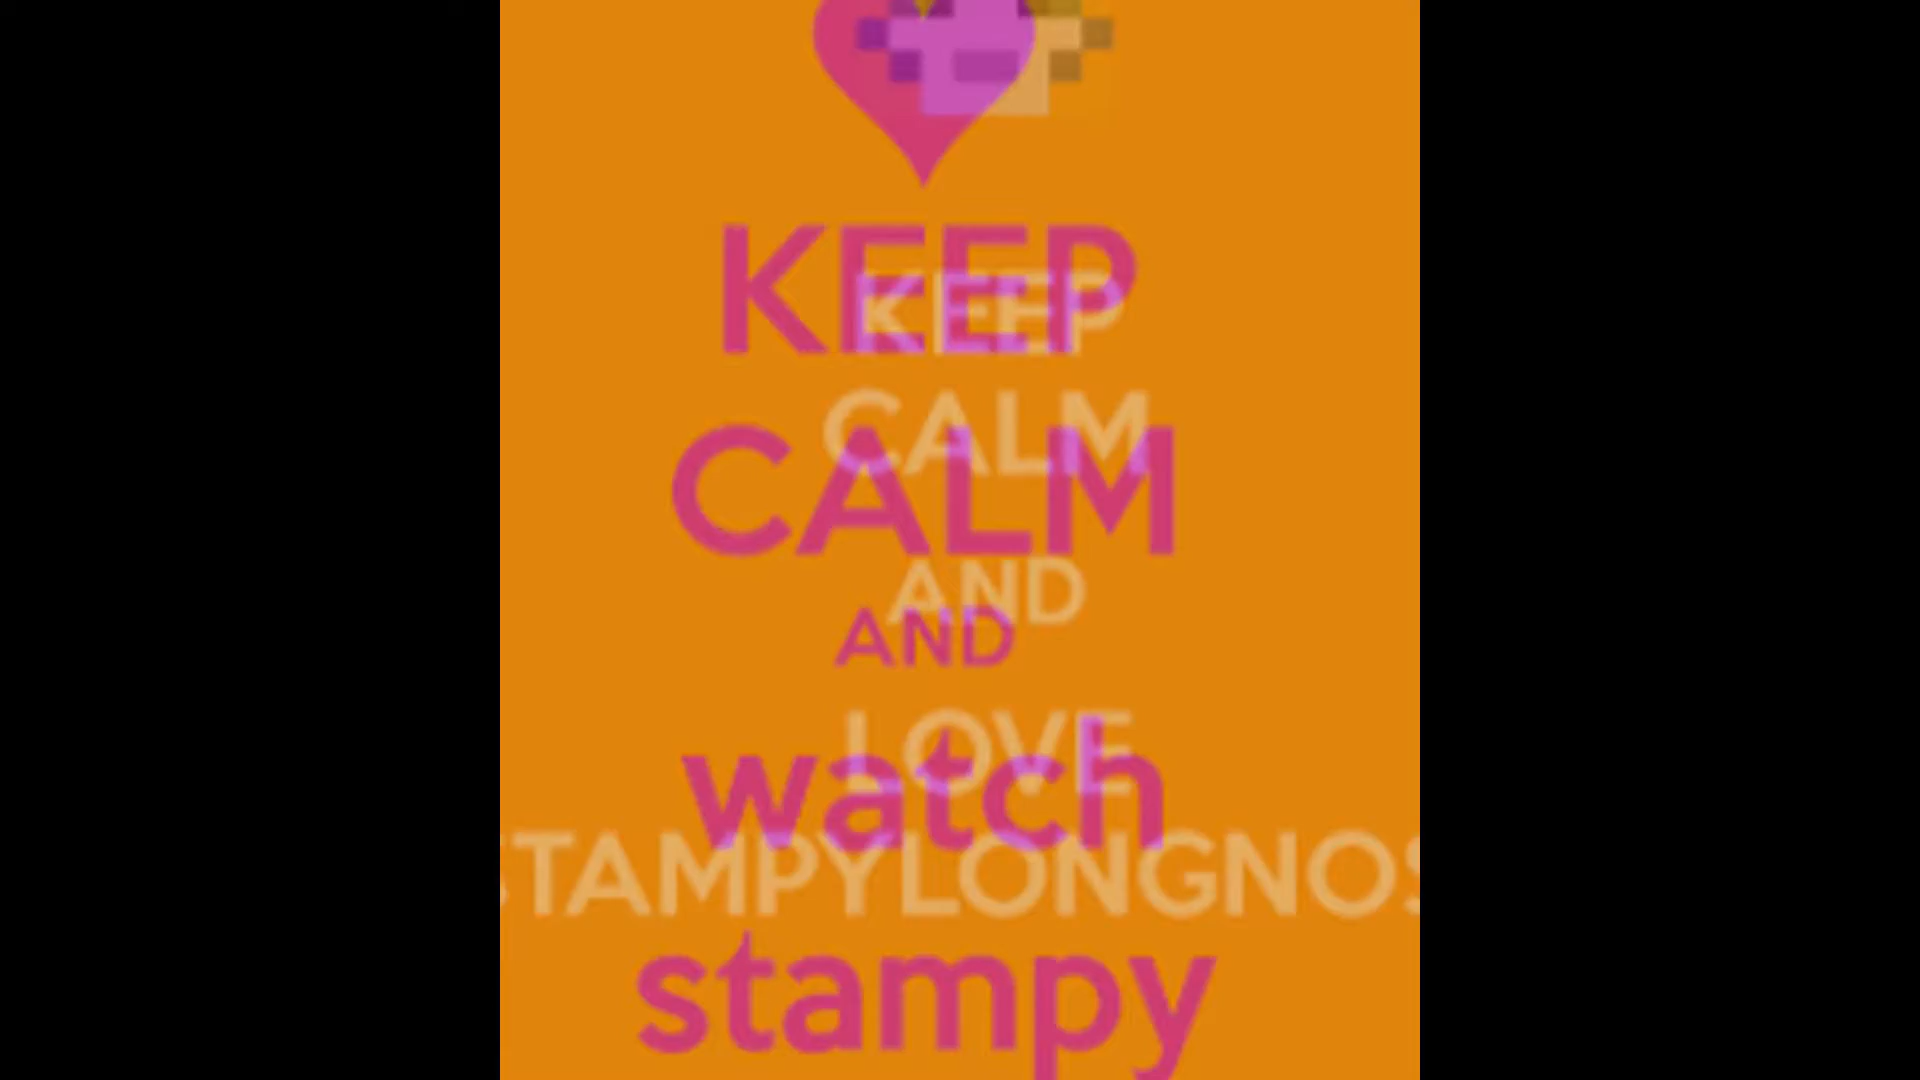 KEEP
CALM
AND
watch
stampy
KEEP
CALM
AND
LOVE
STAMPYLONGNOS